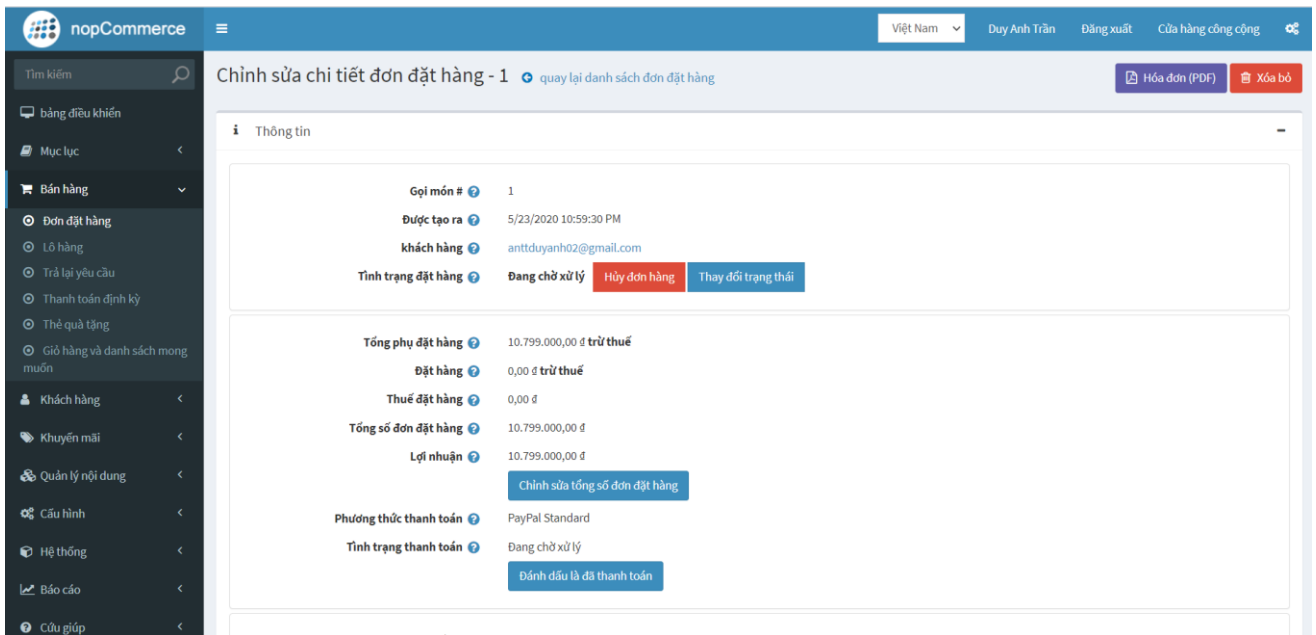 nopCommerce
Việt Nam
Duy Anh Trần
Đăng xuất
Cửa hàng công cộng
Tìm kiếm
Chỉnh sửa chi tiết đơn đặt hàng - 1
quay lại danh sách đơn đặt hàng
Hóa đơn (PDF)
Xóa bỏ
bảng điều khiển
Mục lục
Bán hàng
Đơn đặt hàng
Lô hàng
Trả lại yêu cầu
Thanh toán định kỳ
Thẻ quà tặng
Giỏ hàng và danh sách mong
muốn
Khách hàng
Khuyến mãi
Quản lý nội dung
Cấu hình
Hệ thống
Báo cáo
Cứu giúp
Thông tin
Gọi món # 1
Được tạo ra 5/23/2020 10:59:30 PM
khách hàng anttduyanh02@gmail.com
Tình trạng đặt hàng Đang chờ xử lý Hủy đơn hàng Thay đổi trạng thái
Tổng phụ đặt hàng 10.799.000,00 ₫ trừ thuế
Đặt hàng 0,00 ₫ trừ thuế
Thuế đặt hàng 0,00 ₫
Tổng số đơn đặt hàng 10.799.000,00 ₫
Lợi nhuận 10.799.000,00 ₫
Chỉnh sửa tổng số đơn đặt hàng
Phương thức thanh toán PayPal Standard
Tình trạng thanh toán Đang chờ xử lý
Đánh dấu là đã thanh toán